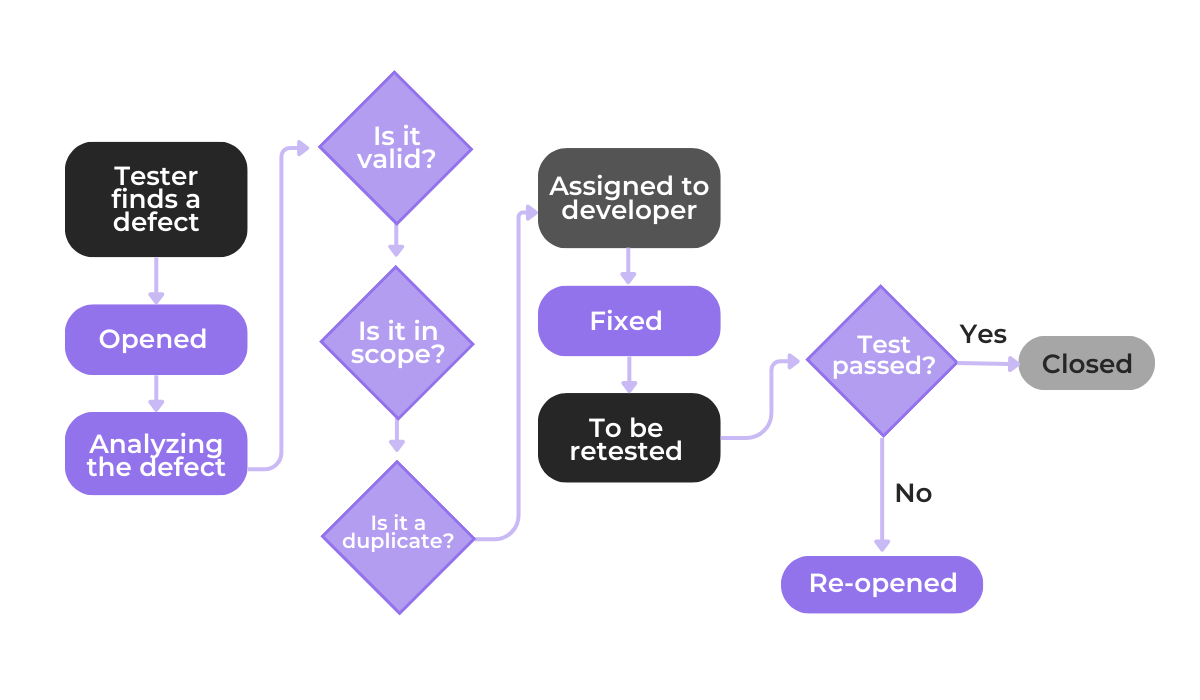 Tester
finds a
defect
Opened
Analyzing
the defect
Is it
valid?
Is it in
scope?
Is it a
duplicate?
Assigned to
developer
Fixed
To be
retested
Test
passed?
Yes
Closed
No
Re-opened